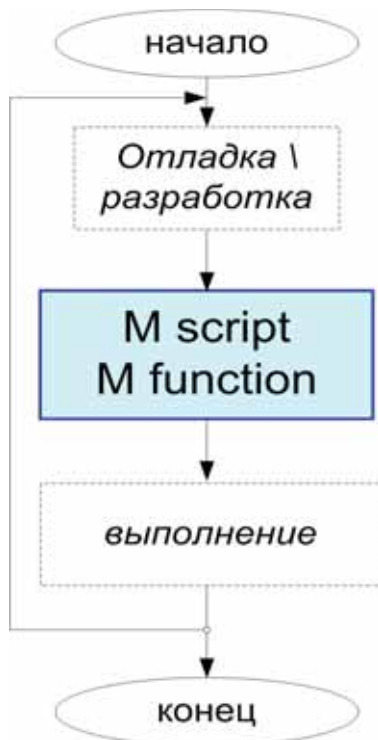 начало
Отладка \
разработка
M script
M function
выполнение
конец